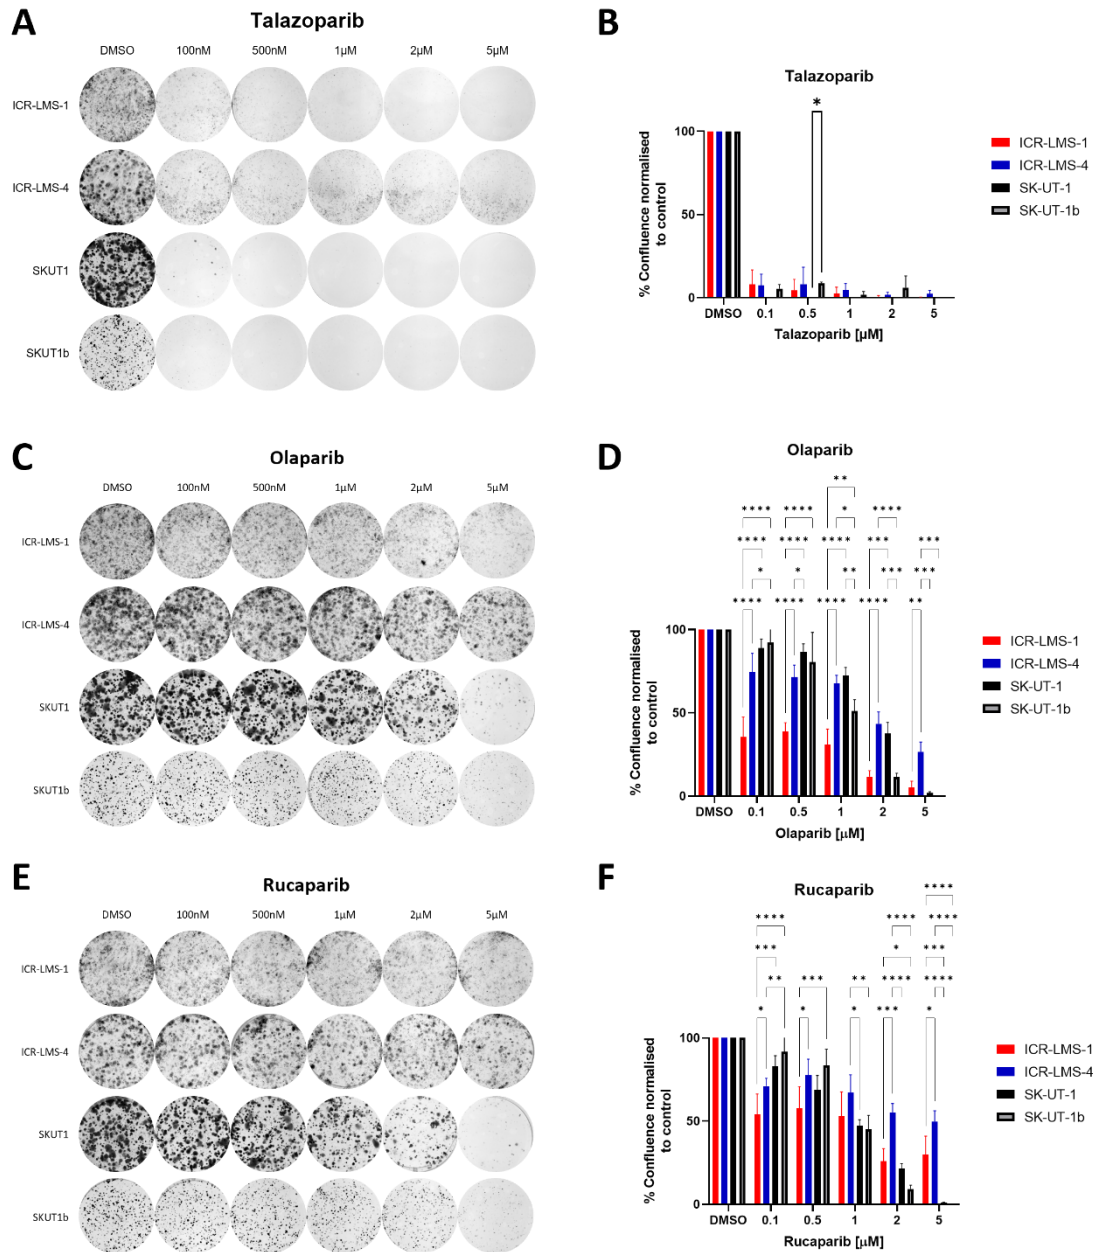 A
Talazoparib
DMSO 100nM 500nM 1µM 2µM 5µM
ICR-LMS-1
ICR-LMS-4
SKUT1
SKUT1b
B
Talazoparib
*
100
50
0
% Confluence normalised
to control
DMSO 0.1 0.5 1 2 5
Talazoparib [µM]
ICR-LMS-1
ICR-LMS-4
SK-UT-1
SK-UT-1b
C
Olaparib
DMSO 100nM 500nM 1µM 2µM 5µM
ICR-LMS-1
ICR-LMS-4
SKUT1
SKUT1b
D
Olaparib
**
**** **** * ****
**** **** **** *** ***
* * ** *** ***
**** **** **** **** **
100
50
0
% Confluence normalised
to control
DMSO 0.1 0.5 1 2 5
Olaparib [µM]
ICR-LMS-1
ICR-LMS-4
SK-UT-1
SK-UT-1b
E
Rucaparib
DMSO 100nM 500nM 1µM 2µM 5µM
ICR-LMS-1
ICR-LMS-4
SKUT1
SKUT1b
F
Rucaparib
****
**** **** ****
*** * ***
** *** ** **** ****
* * * *** *
100
50
0
% Confluence normalised
to control
DMSO 0.1 0.5 1 2 5
Rucaparib [µM]
ICR-LMS-1
ICR-LMS-4
SK-UT-1
SK-UT-1b